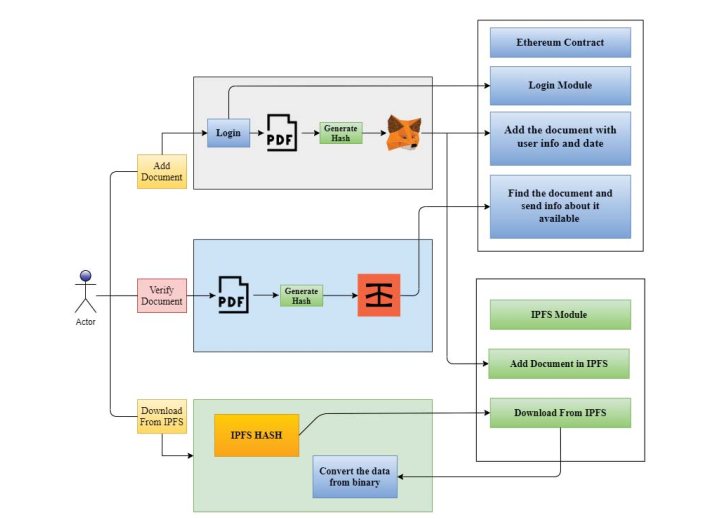 Ethereum Contract
Login Module
Add the document with
user info and date
Find the document and
send info about it
available
Login
PDF
Generate
Hash
Add
Document
Verify
Document
PDF
Generate
Hash
Actor
IPFS Module
Add Document in IPFS
Download From IPFS
Download
From IPFS
IPFS HASH
Convert the data
from binary